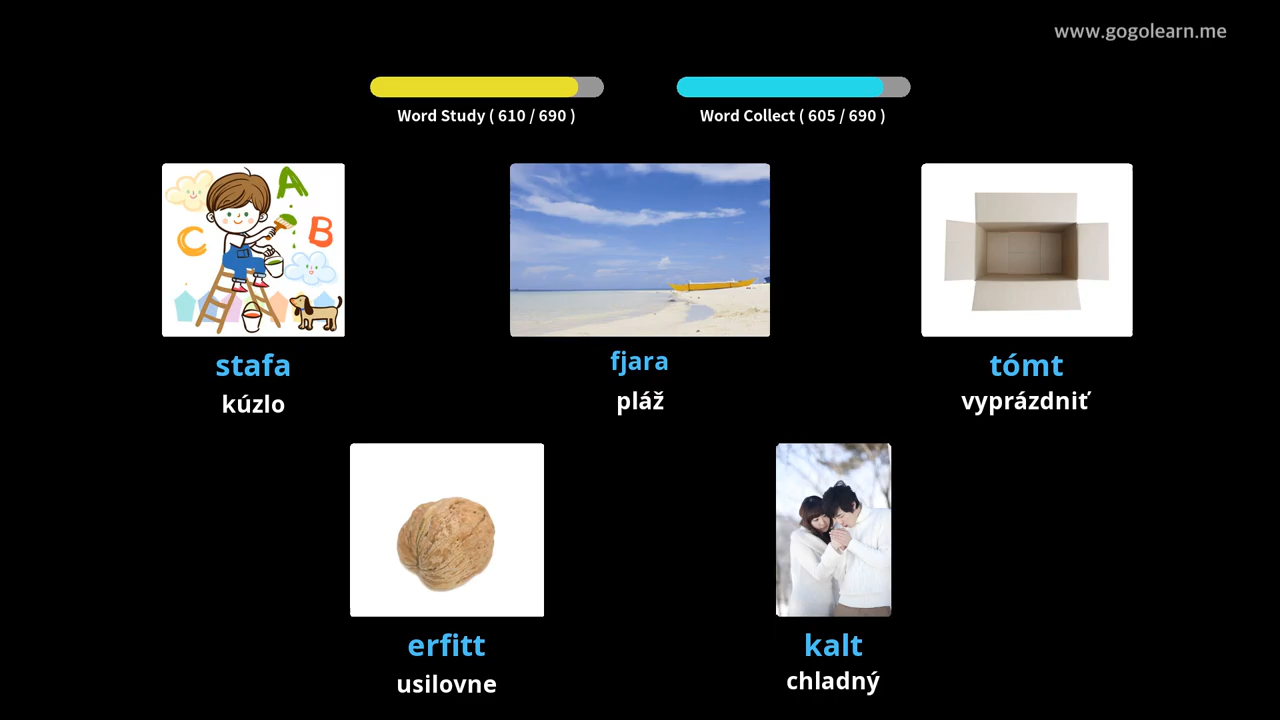 www.gogolearn.me
Word Study ( 610 / 690 )
Word Collect ( 605 / 690 )
A
C
B
stafa
kúzlo
fjara
pláž
tómt
vyprázdniť
erfitt
usilovne
kalt
chladný